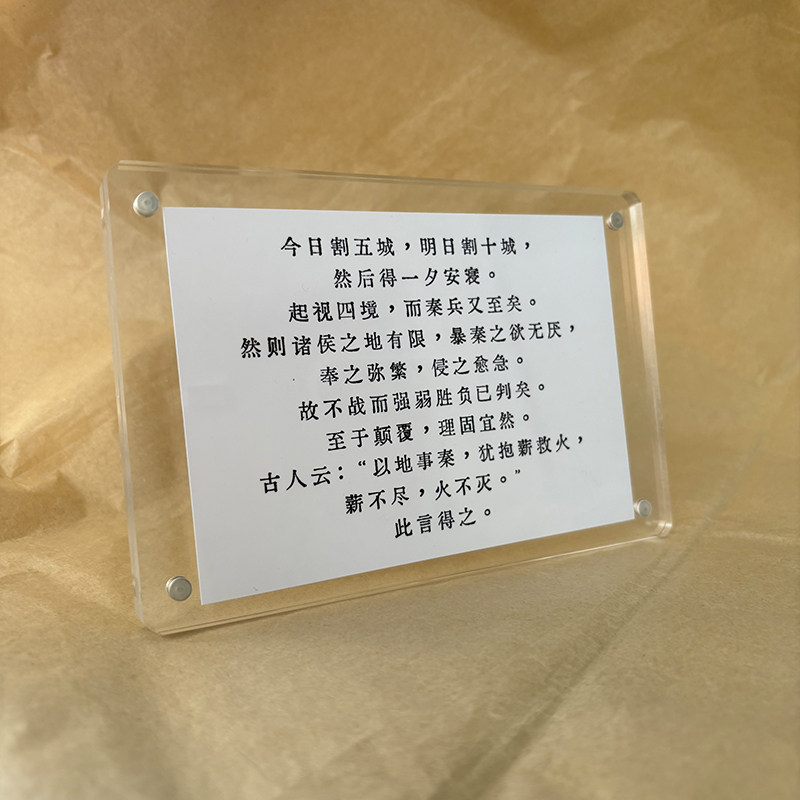 今日割五城，明日割十城，
然后得一夕安寝。
起视四境，而秦兵又至矣。
然则诸侯之地有限，暴秦之欲无厌，
奉之弥繁，侵之愈急。
故不战而强弱胜负已判矣。
至于颠覆，理固宜然。
古人云：“以地事秦，犹抱薪救火，
薪不尽，火不灭。”
此言得之。